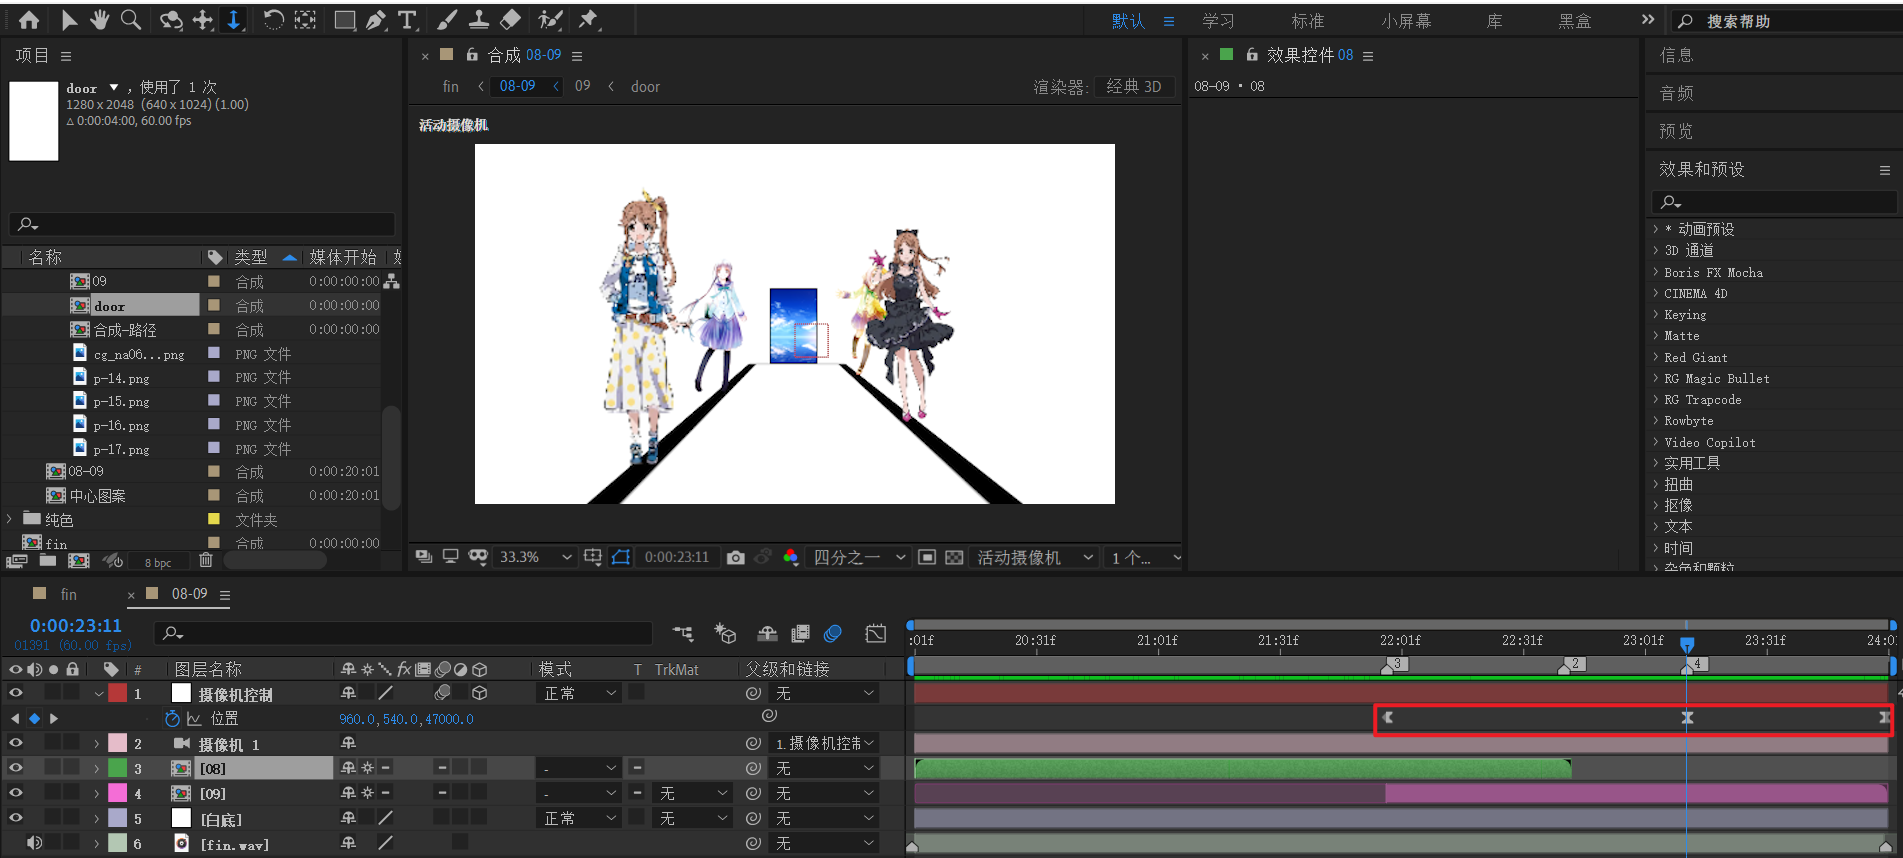 默认 学习 标准 小屏幕 库 黑盒 搜索帮助
项目
door ，使用了 1 次
1280 x 2048 (640 x 1024) (1.00)
△ 0:00:04:00, 60.00 fps
名称 类型 媒体开始
09 合成 0:00:00:00
door 合成 0:00:00:00
合成-路径 合成 0:00:00:00
cg_na06...png PNG 文件
p-14.png PNG 文件
p-15.png PNG 文件
p-16.png PNG 文件
p-17.png PNG 文件
08-09 合成 0:00:20:01
中心图案 合成 0:00:20:01
纯色 文件夹
fin 合成 0:00:00:00
8 bpc
合成 08-09
fin 08-09 09 door 渲染器: 经典 3D
活动摄像机
33.3% 0:00:23:11 四分之一 活动摄像机 1 个...
效果控件 08
08-09 • 08
信息
音频
预览
效果和预设
* 动画预设
3D 通道
Boris FX Mocha
CINEMA 4D
Keying
Matte
Red Giant
RG Magic Bullet
RG Trapcode
Rowbyte
Video Copilot
实用工具
扭曲
抠像
文本
时间
杂色和颗粒
fin 08-09
0:00:23:11
01391 (60.00 fps)
:01f 20:31f 21:01f 21:31f 22:01f 22:31f 23:01f 23:31f 24:0
3 2 4
# 图层名称 fx 模式 T TrkMat 父级和链接
1 摄像机控制 正常 无
位置 960.0,540.0,47000.0
2 摄像机 1 1.摄像机控制
3 [08] - 无
4 [09] - 无 无
5 [白底] 正常 无 无
6 [fin.wav] 无